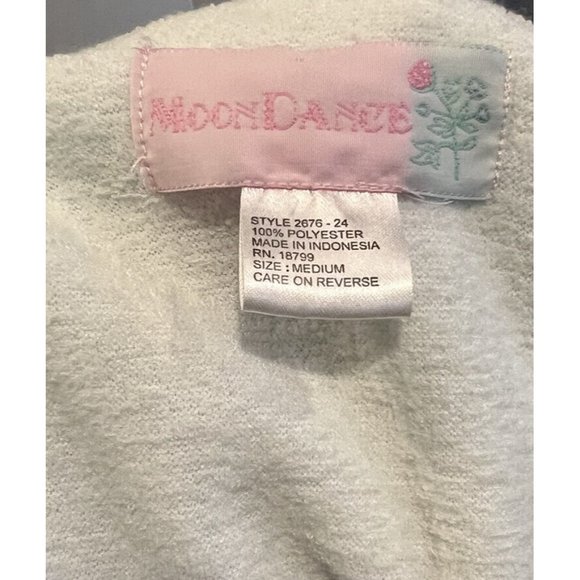 MOONDANCE
STYLE 2676 - 24
100% POLYESTER
MADE IN INDONESIA
RN. 18799
SIZE : MEDIUM
CARE ON REVERSE